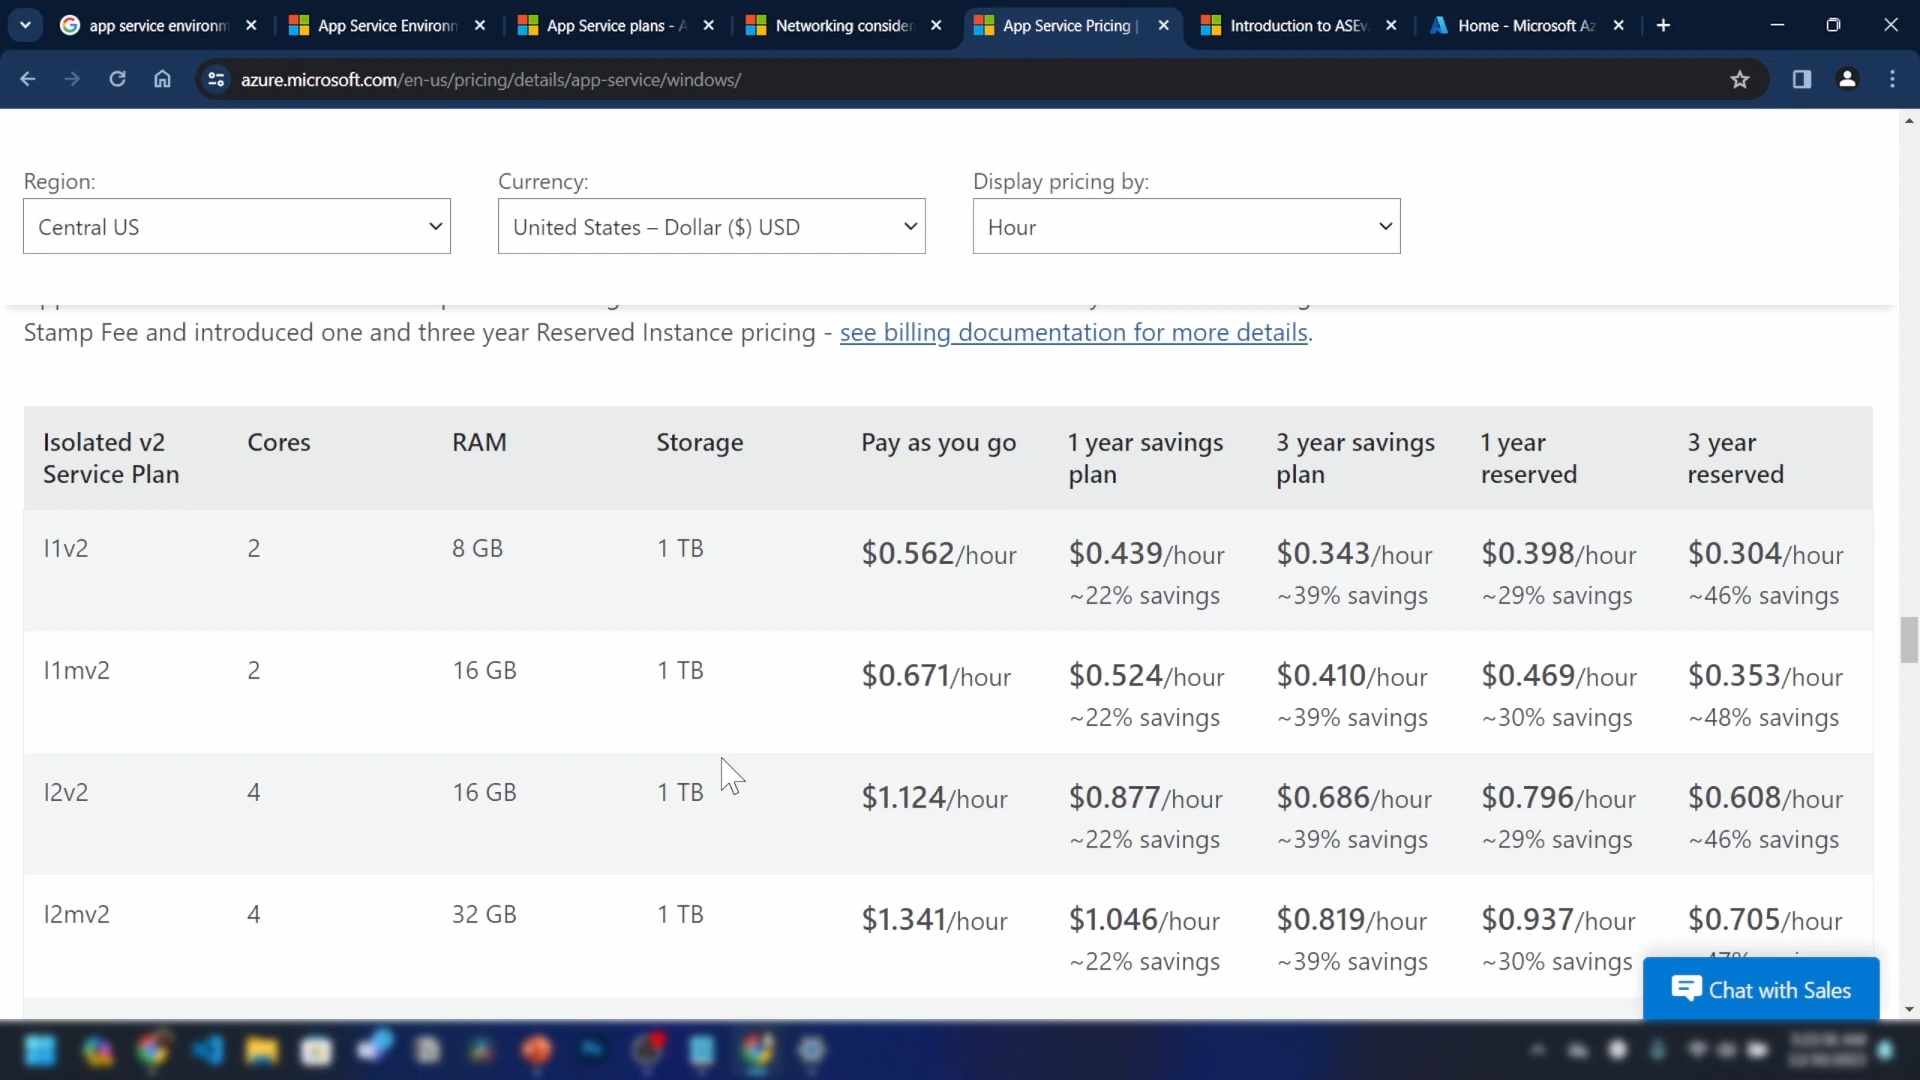 app service environm
App Service Environm
App Service plans - A
Networking consider
App Service Pricing |
Introduction to ASEv
Home - Microsoft Az
azure.microsoft.com/en-us/pricing/details/app-service/windows/
Region:
Currency:
Display pricing by:
Central US
United States – Dollar ($) USD
Hour
Stamp Fee and introduced one and three year Reserved Instance pricing - see billing documentation for more details.
Isolated v2 Service Plan Cores RAM Storage Pay as you go 1 year savings plan 3 year savings plan 1 year reserved 3 year reserved
I1v2 2 8 GB 1 TB $0.562/hour $0.439/hour $0.343/hour $0.398/hour $0.304/hour
~22% savings ~39% savings ~29% savings ~46% savings
I1mv2 2 16 GB 1 TB $0.671/hour $0.524/hour $0.410/hour $0.469/hour $0.353/hour
~22% savings ~39% savings ~30% savings ~48% savings
I2v2 4 16 GB 1 TB $1.124/hour $0.877/hour $0.686/hour $0.796/hour $0.608/hour
~22% savings ~39% savings ~29% savings ~46% savings
I2mv2 4 32 GB 1 TB $1.341/hour $1.046/hour $0.819/hour $0.937/hour $0.705/hour
~22% savings ~39% savings ~30% savings
Chat with Sales